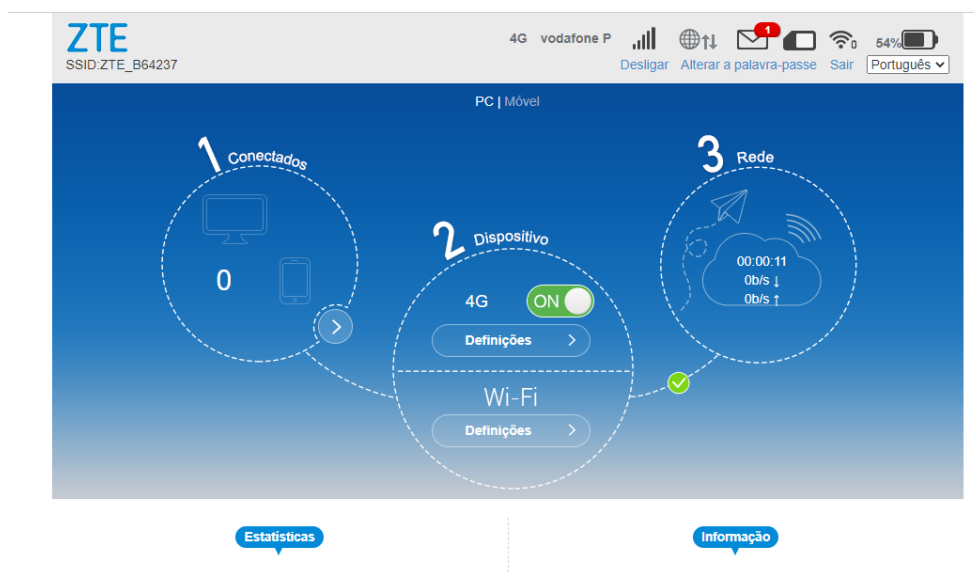 ZTE
SSID:ZTE_B64237
4G vodafone P
1
0
54%
Desligar Alterar a palavra-passe Sair Português
PC | Móvel
1 Conectados
0
2 Dispositivo
4G ON
Definições
Wi-Fi
Definições
3 Rede
00:00:11
0b/s ↓
0b/s ↑
Estatísticas
Informação